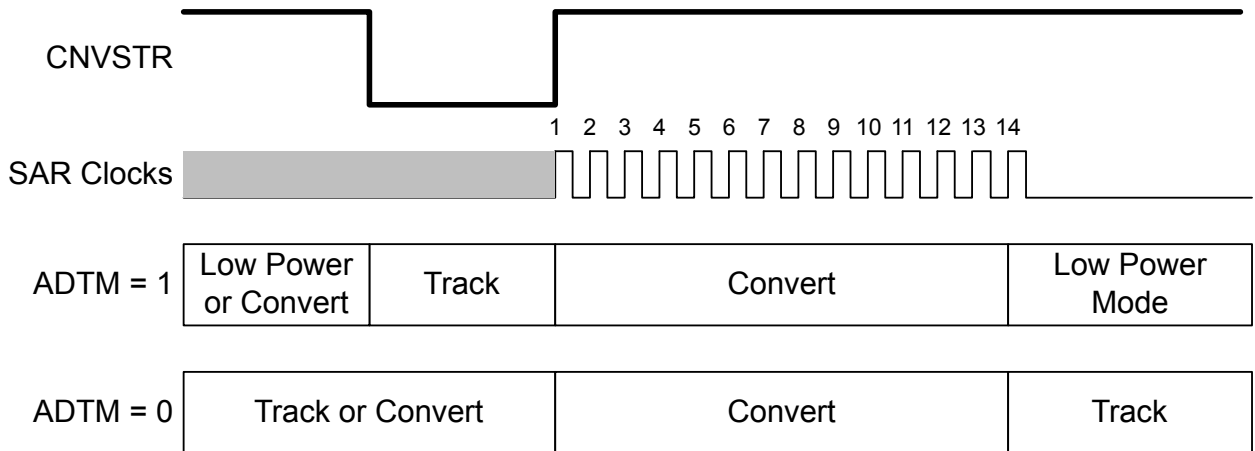 CNVSTR
1 2 3 4 5 6 7 8 9 10 11 12 13 14
SAR Clocks
ADTM = 1
Low Power
or Convert
Track
Convert
Low Power
Mode
ADTM = 0
Track or Convert
Convert
Track